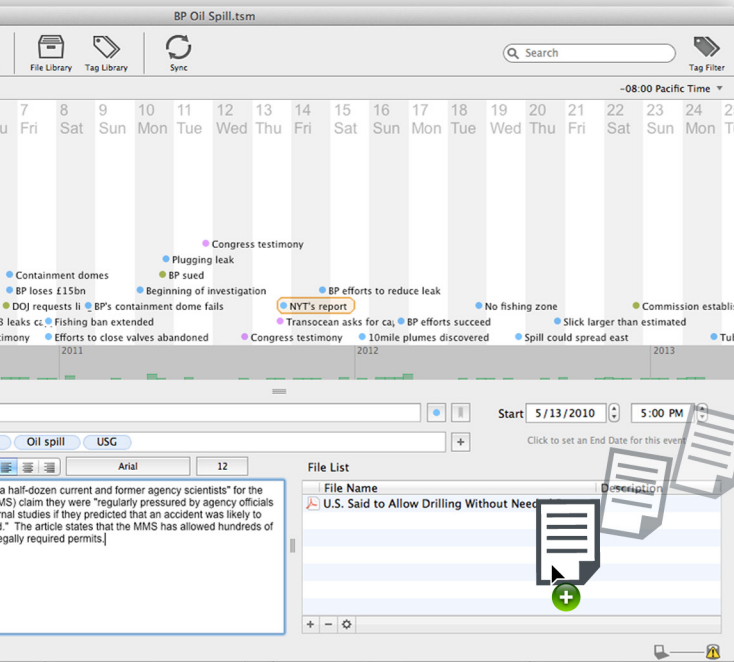 BP Oil Spill.tsm
File Library
Tag Library
Sync
Search
Tag Filter
-08:00 Pacific Time
7 8 9 10 11 12 13 14 15 16 17 18 19 20 21 22 23 24
Fri Sat Sun Mon Tue Wed Thu Fri Sat Sun Mon Tue Wed Thu Fri Sat Sun Mon
Congress testimony
Plugging leak
Containment domes
BP sued
BP loses £15bn
Beginning of investigation
BP efforts to reduce leak
DOJ requests li
BP's containment dome fails
NYT's report
No fishing zone
Commission establi
leaks ca
Fishing ban extended
Transocean asks for ca
BP efforts succeed
Slick larger than estimated
imony
Efforts to close valves abandoned
Congress testimony
10mile plumes discovered
Spill could spread east
Tul
2011 2012 2013
Start 5/13/2010 5:00 PM
Oil spill USG
Click to set an End Date for this event
Arial 12
File List
File Name Description
a half-dozen current and former agency scientists" for the
MS) claim they were "regularly pressured by agency officials
rnal studies if they predicted that an accident was likely to
d." The article states that the MMS has allowed hundreds of
egally required permits.
U.S. Said to Allow Drilling Without Need